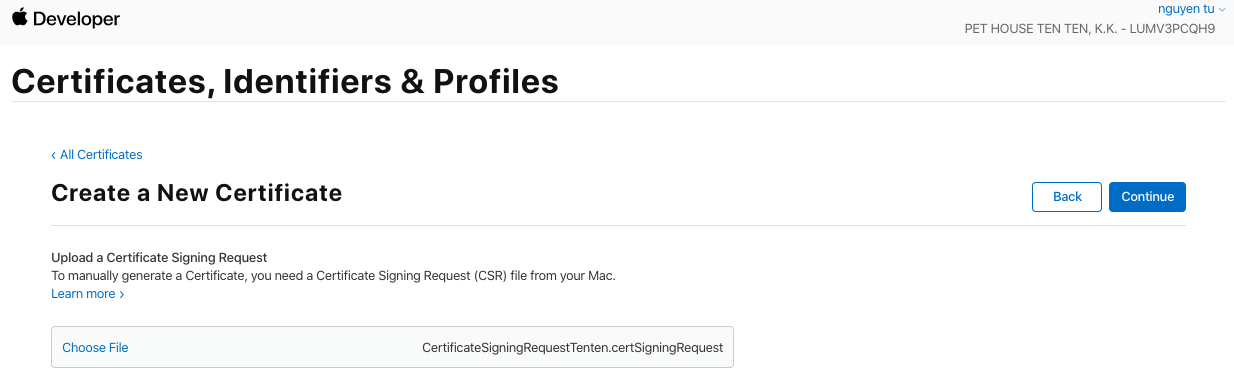 Developer
nguyen tu
PET HOUSE TEN TEN, K.K. - LUMV3PCQH9
Certificates, Identifiers & Profiles
‹ All Certificates
Create a New Certificate
Back
Continue
Upload a Certificate Signing Request
To manually generate a Certificate, you need a Certificate Signing Request (CSR) file from your Mac.
Learn more ›
Choose File
CertificateSigningRequestTenten.certSigningRequest